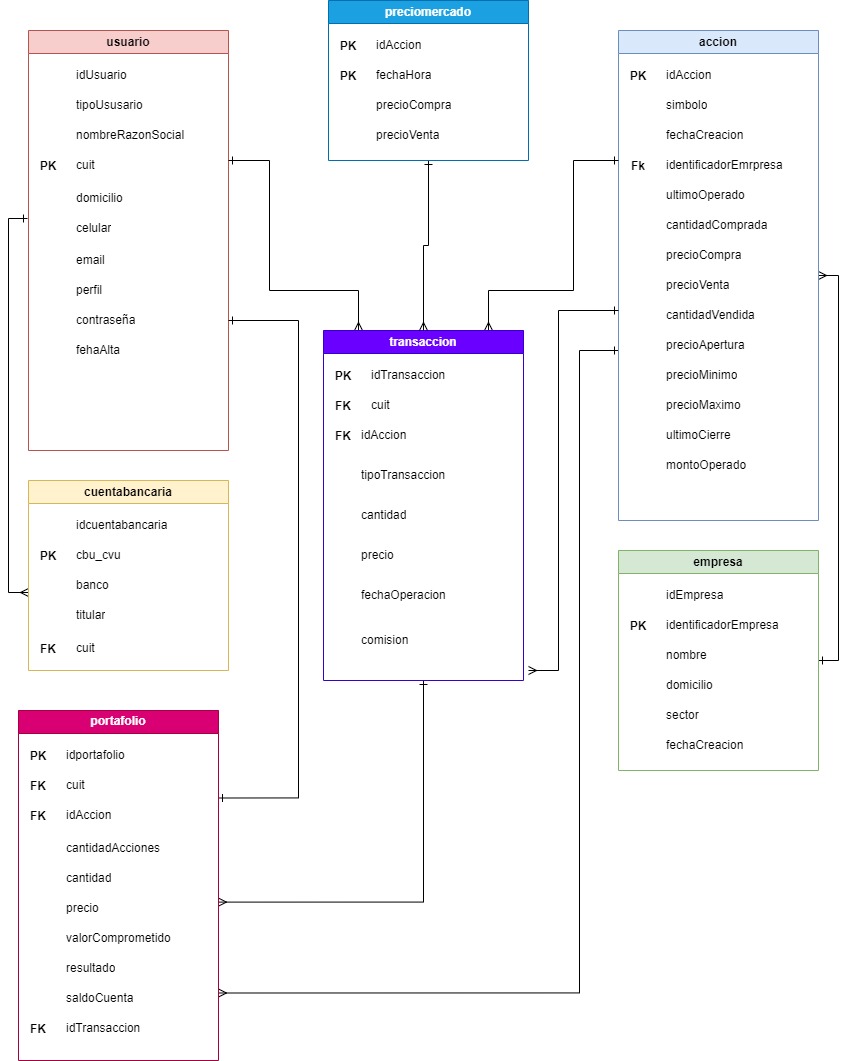 preciomercado
PK idAccion
PK fechaHora
precioCompra
precioVenta
usuario
idUsuario
tipoUsusario
nombreRazonSocial
PK cuit
domicilio
celular
email
perfil
contraseña
fehaAlta
accion
PK idAccion
simbolo
fechaCreacion
Fk identificadorEmrpresa
ultimoOperado
cantidadComprada
precioCompra
precioVenta
cantidadVendida
precioApertura
precioMinimo
precioMaximo
ultimoCierre
montoOperado
transaccion
PK idTransaccion
FK cuit
FK idAccion
tipoTransaccion
cantidad
precio
fechaOperacion
comision
cuentabancaria
idcuentabancaria
PK cbu_cvu
banco
titular
FK cuit
empresa
idEmpresa
PK identificadorEmpresa
nombre
domicilio
sector
fechaCreacion
portafolio
PK idportafolio
FK cuit
FK idAccion
cantidadAcciones
cantidad
precio
valorComprometido
resultado
saldoCuenta
FK idTransaccion